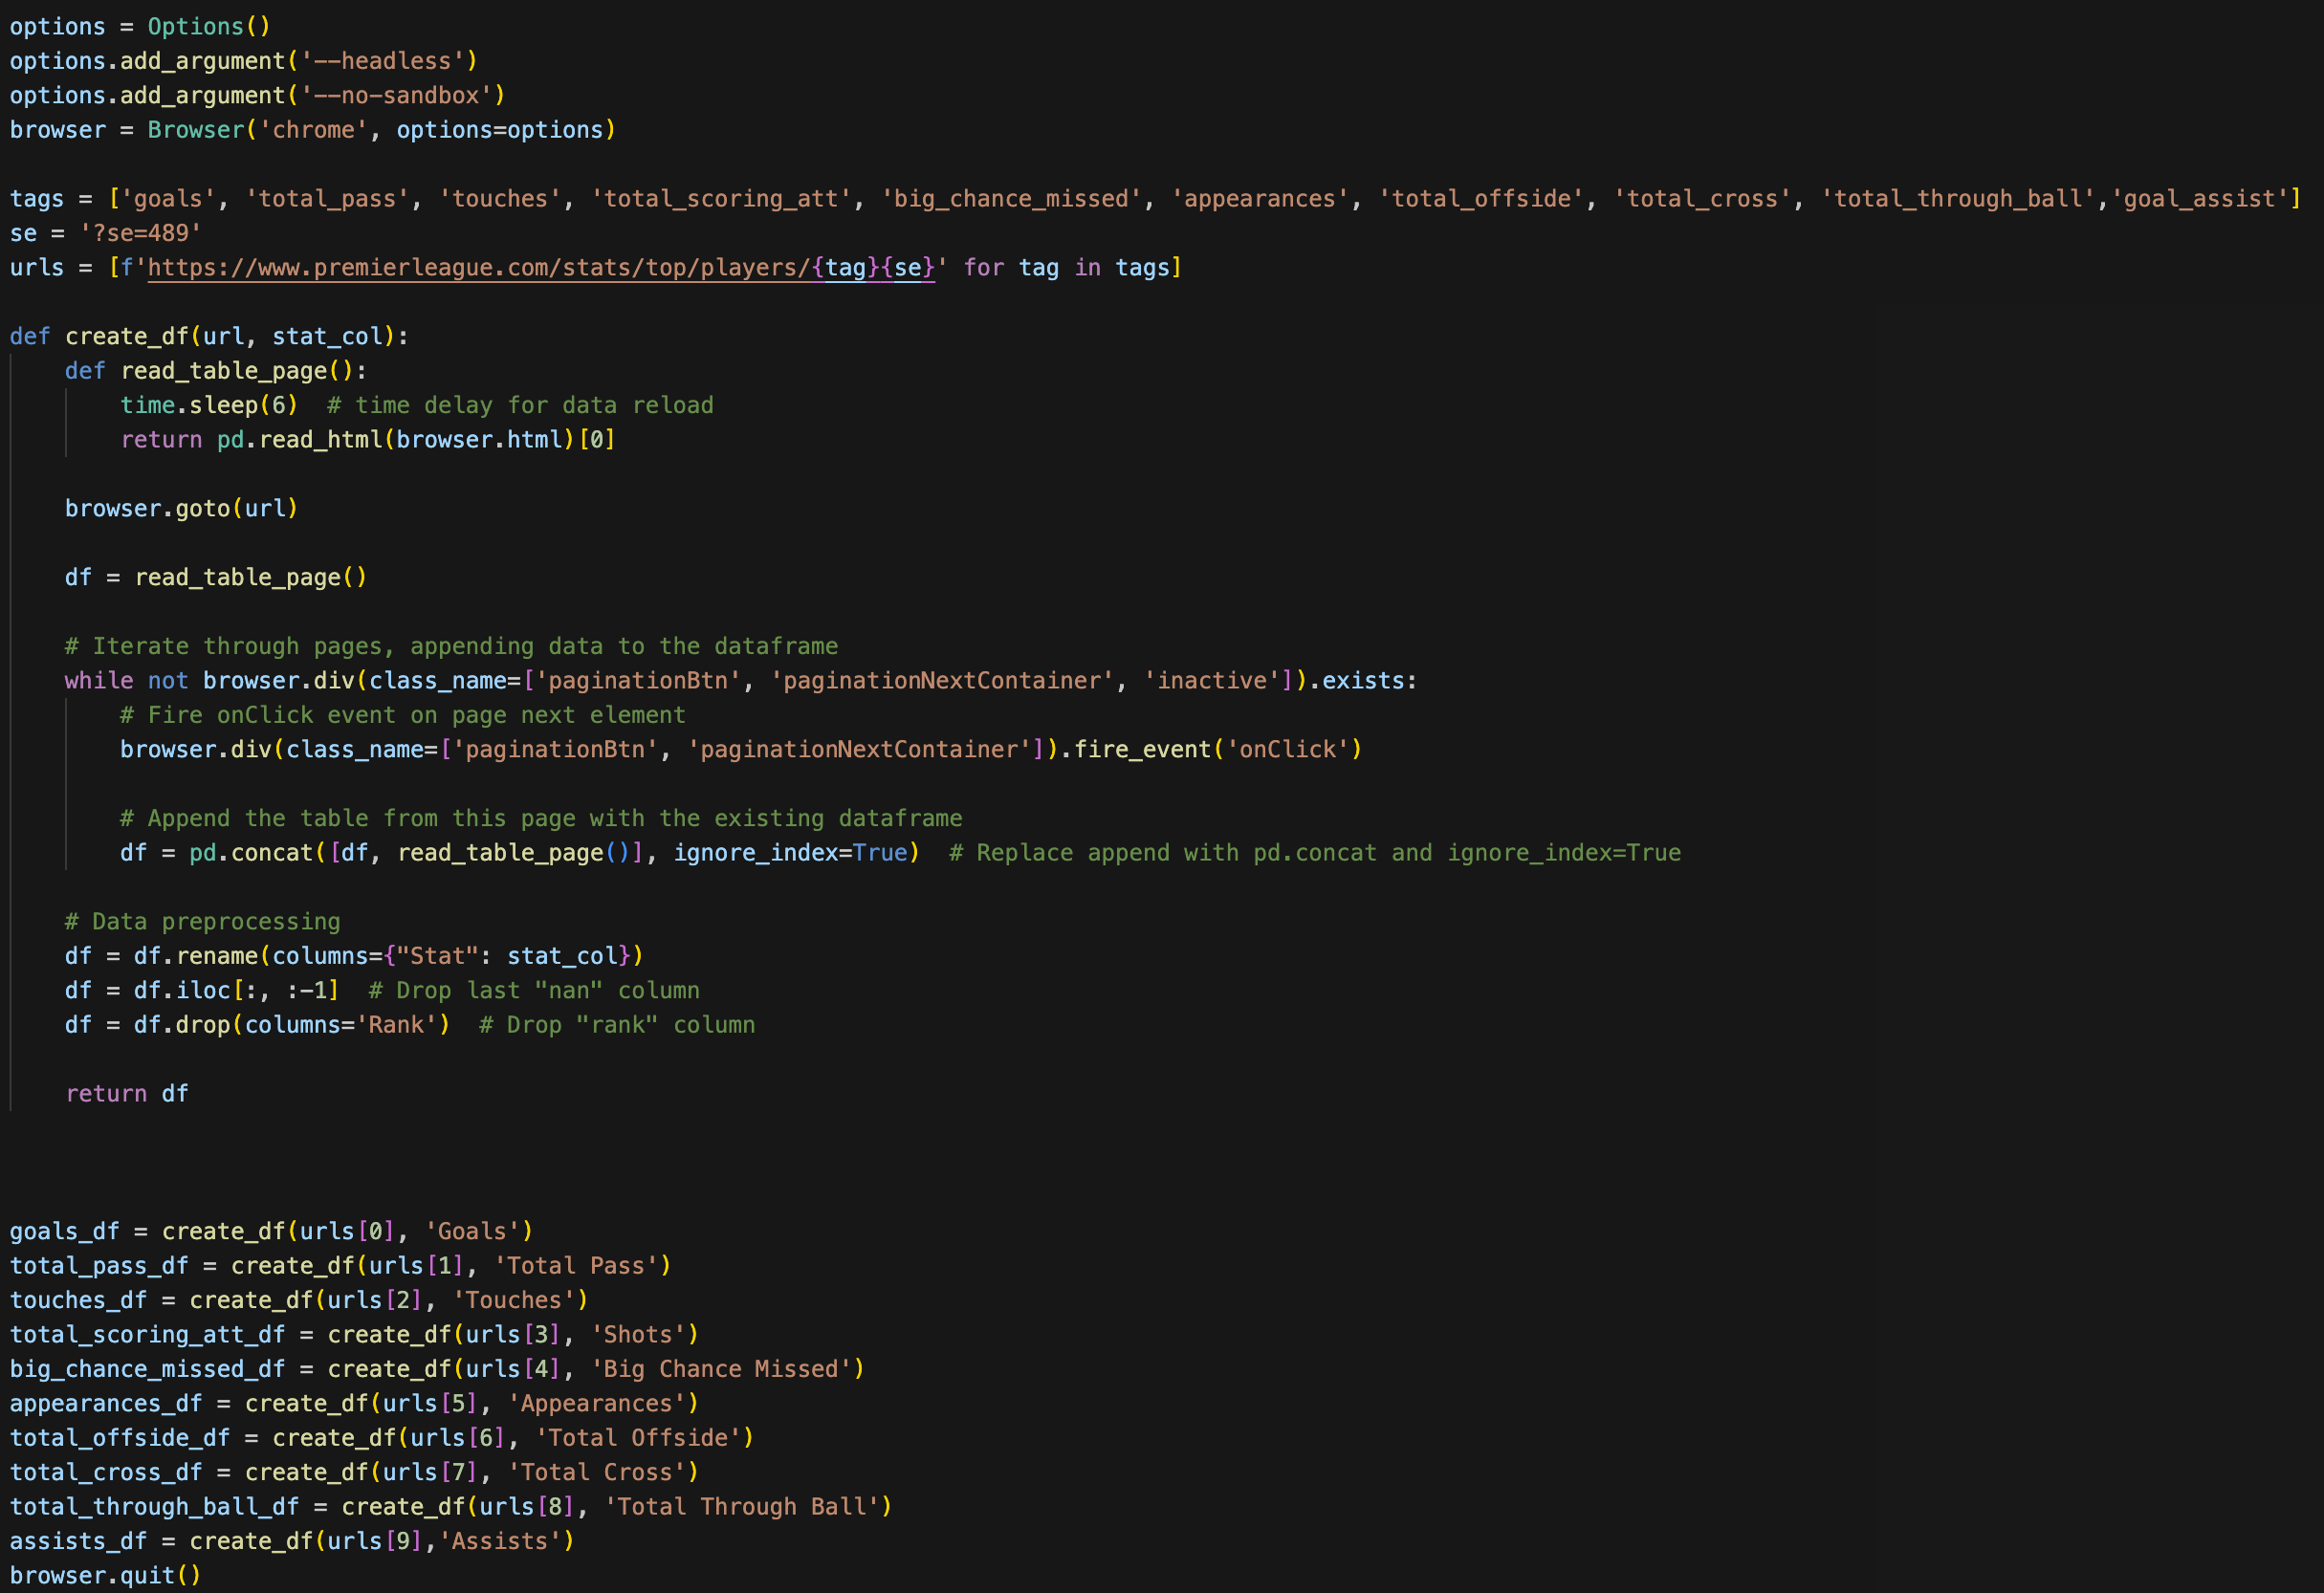 options = Options()
options.add_argument('--headless')
options.add_argument('--no-sandbox')
browser = Browser('chrome', options=options)

tags = ['goals', 'total_pass', 'touches', 'total_scoring_att', 'big_chance_missed', 'appearances', 'total_offside', 'total_cross', 'total_through_ball','goal_assist']
se = '?se=489'
urls = [f'https://www.premierleague.com/stats/top/players/{tag}{se}' for tag in tags]

def create_df(url, stat_col):
    def read_table_page():
        time.sleep(6)  # time delay for data reload
        return pd.read_html(browser.html)[0]

    browser.goto(url)

    df = read_table_page()

    # Iterate through pages, appending data to the dataframe
    while not browser.div(class_name=['paginationBtn', 'paginationNextContainer', 'inactive']).exists:
        # Fire onClick event on page next element
        browser.div(class_name=['paginationBtn', 'paginationNextContainer']).fire_event('onClick')

        # Append the table from this page with the existing dataframe
        df = pd.concat([df, read_table_page()], ignore_index=True)  # Replace append with pd.concat and ignore_index=True

    # Data preprocessing
    df = df.rename(columns={"Stat": stat_col})
    df = df.iloc[:, :-1]  # Drop last "nan" column
    df = df.drop(columns='Rank')  # Drop "rank" column

    return df

goals_df = create_df(urls[0], 'Goals')
total_pass_df = create_df(urls[1], 'Total Pass')
touches_df = create_df(urls[2], 'Touches')
total_scoring_att_df = create_df(urls[3], 'Shots')
big_chance_missed_df = create_df(urls[4], 'Big Chance Missed')
appearances_df = create_df(urls[5], 'Appearances')
total_offside_df = create_df(urls[6], 'Total Offside')
total_cross_df = create_df(urls[7], 'Total Cross')
total_through_ball_df = create_df(urls[8], 'Total Through Ball')
assists_df = create_df(urls[9],'Assists')
browser.quit()